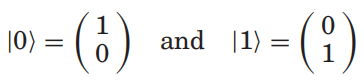 |0⟩ = ( 1 0 ) and |1⟩ = ( 0 1 )